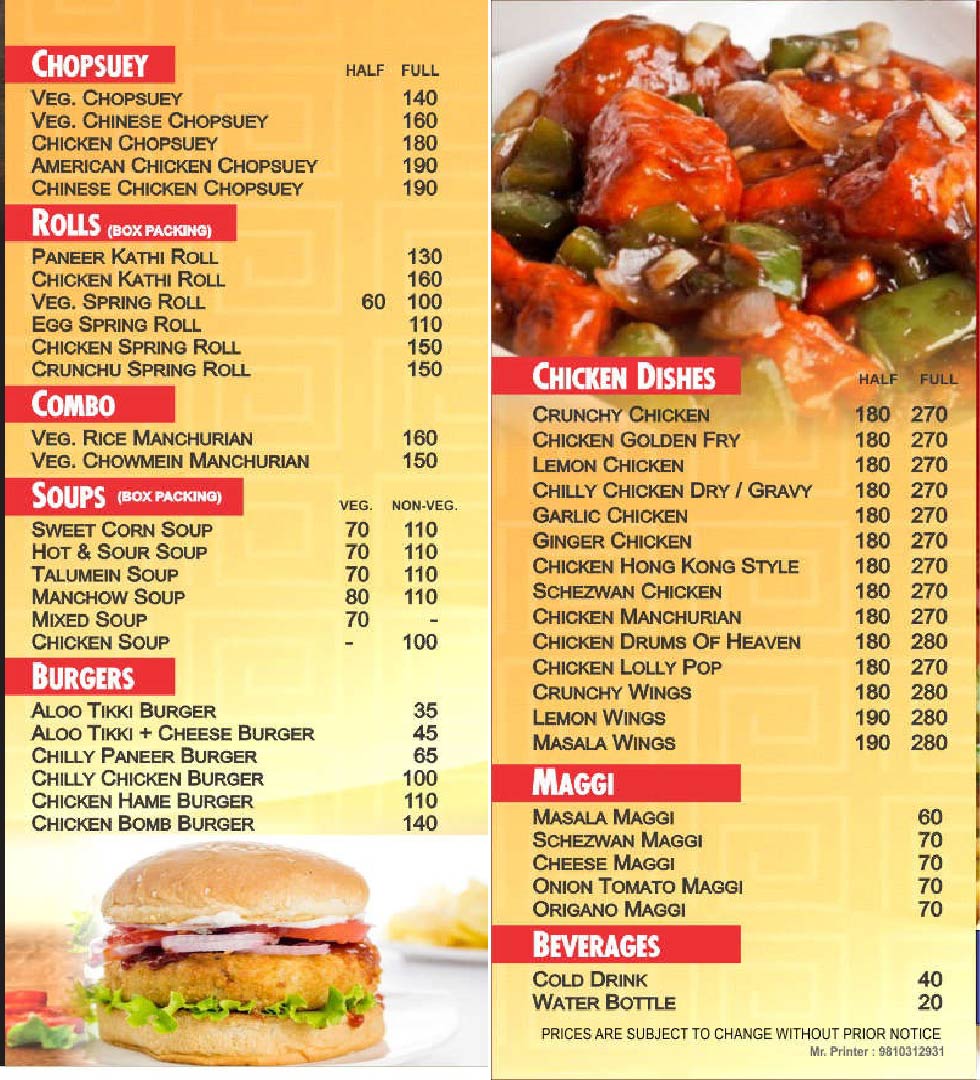 CHOPSUEY HALF FULL
VEG. CHOPSUEY 140
VEG. CHINESE CHOPSUEY 160
CHICKEN CHOPSUEY 180
AMERICAN CHICKEN CHOPSUEY 190
CHINESE CHICKEN CHOPSUEY 190
ROLLS (BOX PACKING)
PANEER KATHI ROLL 130
CHICKEN KATHI ROLL 160
VEG. SPRING ROLL 60 100
EGG SPRING ROLL 110
CHICKEN SPRING ROLL 150
CRUNCHU SPRING ROLL 150
COMBO
VEG. RICE MANCHURIAN 160
VEG. CHOWMEIN MANCHURIAN 150
SOUPS (BOX PACKING) VEG. NON-VEG.
SWEET CORN SOUP 70 110
HOT & SOUR SOUP 70 110
TALUMEIN SOUP 70 110
MANCHOW SOUP 80 110
MIXED SOUP 70 -
CHICKEN SOUP - 100
BURGERS
ALOO TIKKI BURGER 35
ALOO TIKKI + CHEESE BURGER 45
CHILLY PANEER BURGER 65
CHILLY CHICKEN BURGER 100
CHICKEN HAME BURGER 110
CHICKEN BOMB BURGER 140
CHICKEN DISHES HALF FULL
CRUNCHY CHICKEN 180 270
CHICKEN GOLDEN FRY 180 270
LEMON CHICKEN 180 270
CHILLY CHICKEN DRY / GRAVY 180 270
GARLIC CHICKEN 180 270
GINGER CHICKEN 180 270
CHICKEN HONG KONG STYLE 180 270
SCHEZWAN CHICKEN 180 270
CHICKEN MANCHURIAN 180 270
CHICKEN DRUMS OF HEAVEN 180 280
CHICKEN LOLLY POP 180 270
CRUNCHY WINGS 180 280
LEMON WINGS 190 280
MASALA WINGS 190 280
MAGGI
MASALA MAGGI 60
SCHEZWAN MAGGI 70
CHEESE MAGGI 70
ONION TOMATO MAGGI 70
ORIGANO MAGGI 70
BEVERAGES
COLD DRINK 40
WATER BOTTLE 20
PRICES ARE SUBJECT TO CHANGE WITHOUT PRIOR NOTICE
Mr. Printer : 9810312931